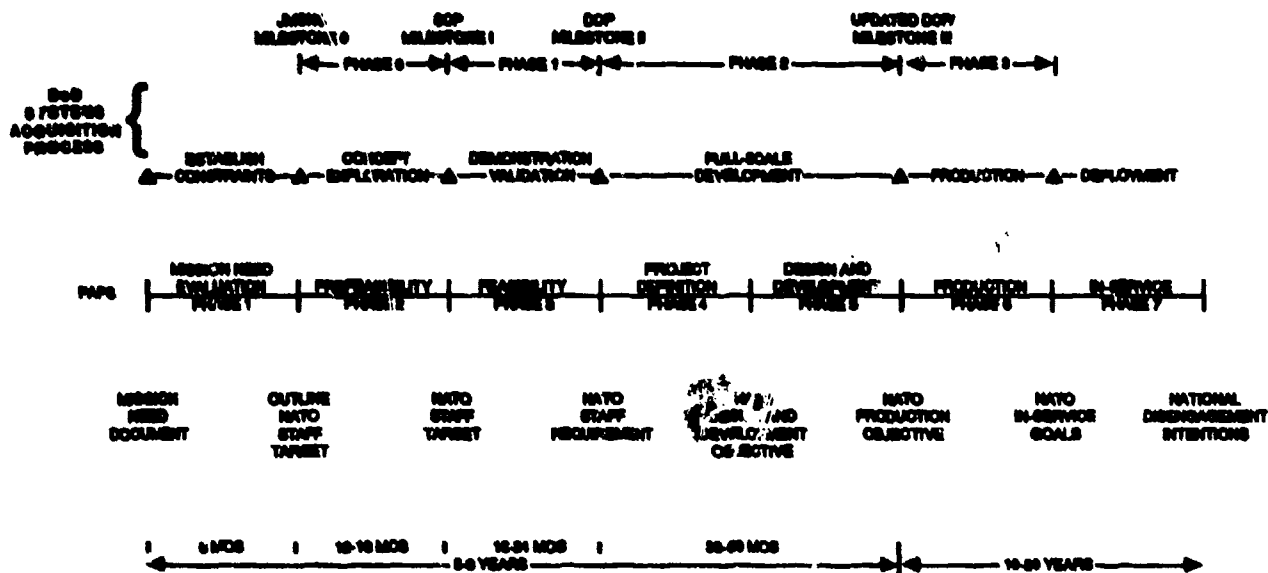 MILESTONE 0
SCP
MILESTONE I
DCP
MILESTONE II
UPDATED DCP/
MILESTONE III
PHASE 0
PHASE 1
PHASE 2
PHASE 3
DoD
SYSTEMS
ACQUISITION
PROCESS
ESTABLISH
CONSTRAINTS
CONCEPT
EXPLORATION
DEMONSTRATION
VALIDATION
FULL-SCALE
DEVELOPMENT
PRODUCTION
DEPLOYMENT
PAPS
MISSION NEED
EVALUATION
PHASE 1
PREFEASIBILITY
PHASE 2
FEASIBILITY
PHASE 3
PROJECT
DEFINITION
PHASE 4
DESIGN AND
DEVELOPMENT
PHASE 5
PRODUCTION
PHASE 6
IN-SERVICE
PHASE 7
MISSION
NEED
DOCUMENT
OUTLINE
NATO
STAFF
TARGET
NATO
STAFF
TARGET
NATO
STAFF
REQUIREMENT
DESIGN AND
DEVELOPMENT
OBJECTIVE
NATO
PRODUCTION
OBJECTIVE
NATO
IN-SERVICE
GOALS
NATIONAL
DISENGAGEMENT
INTENTIONS
MOS
MOS
MOS
MOS
YEARS
YEARS